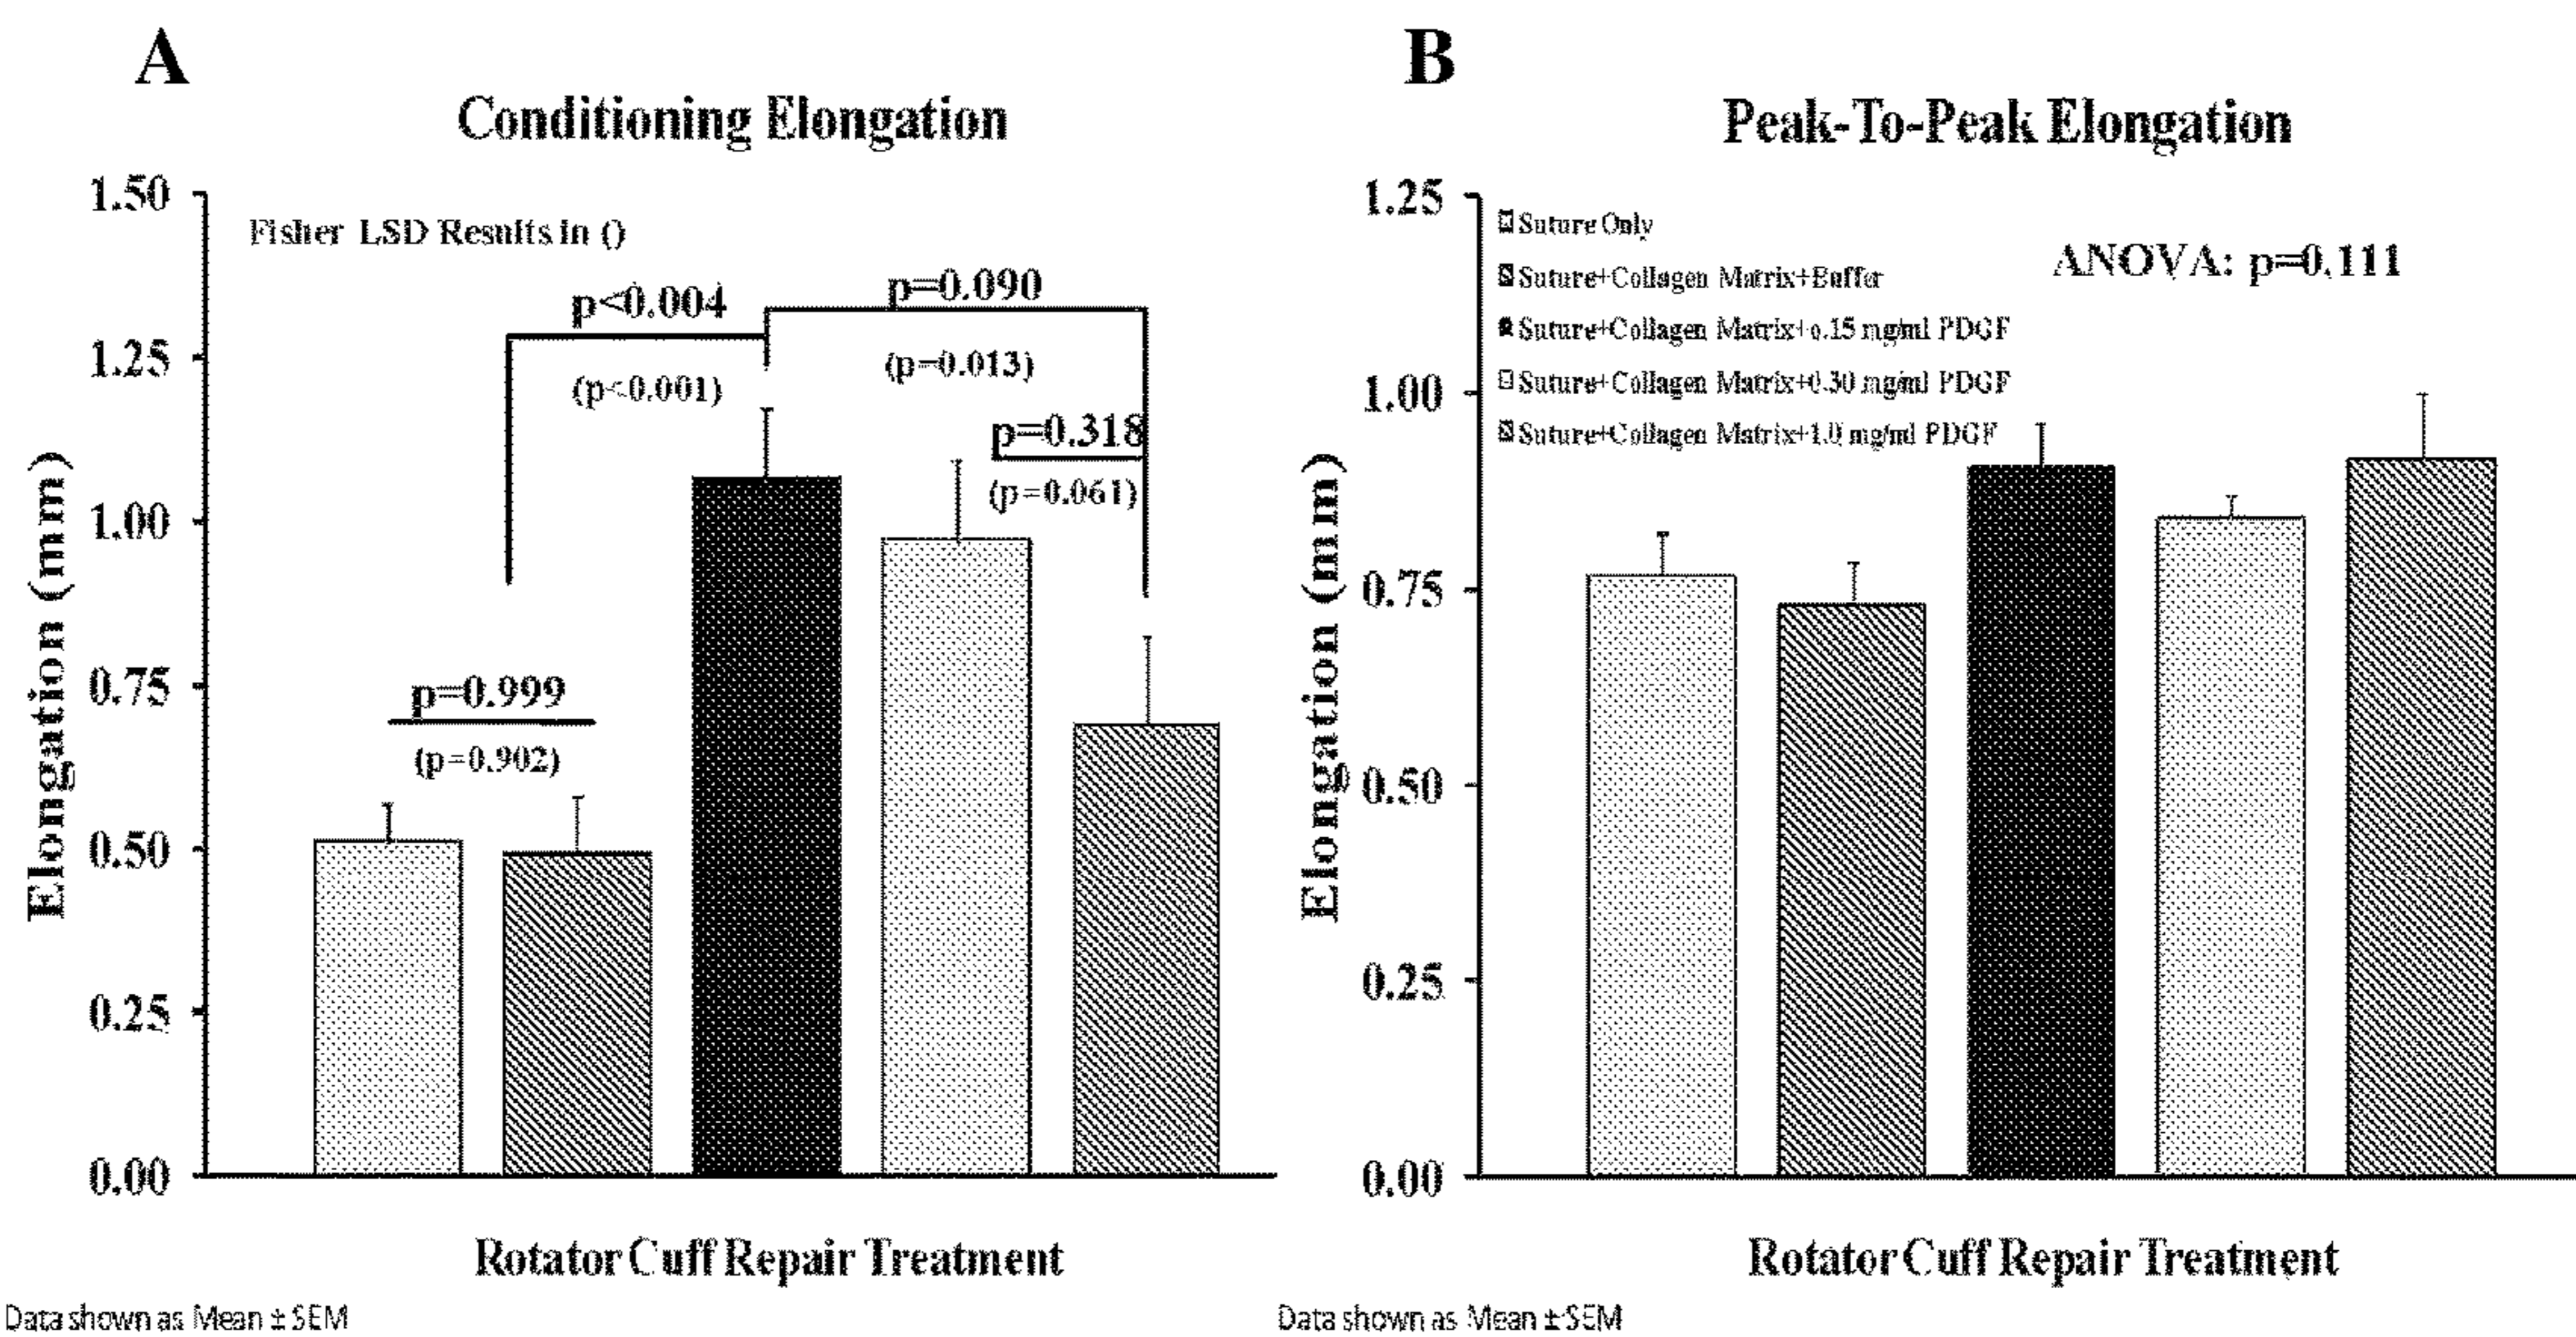 A
Conditioning Elongation
Elongation (mm)
1.50
1.25
1.00
0.75
0.50
0.25
0.00
Fisher LSD Results in ()
p<0.004
(p<0.001)
p=0.090
(p=0.013)
p=0.318
(p=0.061)
p=0.999
(p=0.902)
Rotator Cuff Repair Treatment
Data shown as Mean ± SEM
B
Peak-To-Peak Elongation
Elongation (mm)
1.25
1.00
0.75
0.50
0.25
0.00
Suture Only
Suture+Collagen Matrix+Buffer
Suture+Collagen Matrix+0.15 mg/ml PDGF
Suture+Collagen Matrix+0.30 mg/ml PDGF
Suture+Collagen Matrix+1.0 mg/ml PDGF
ANOVA: p=0.111
Rotator Cuff Repair Treatment
Data shown as Mean ± SEM